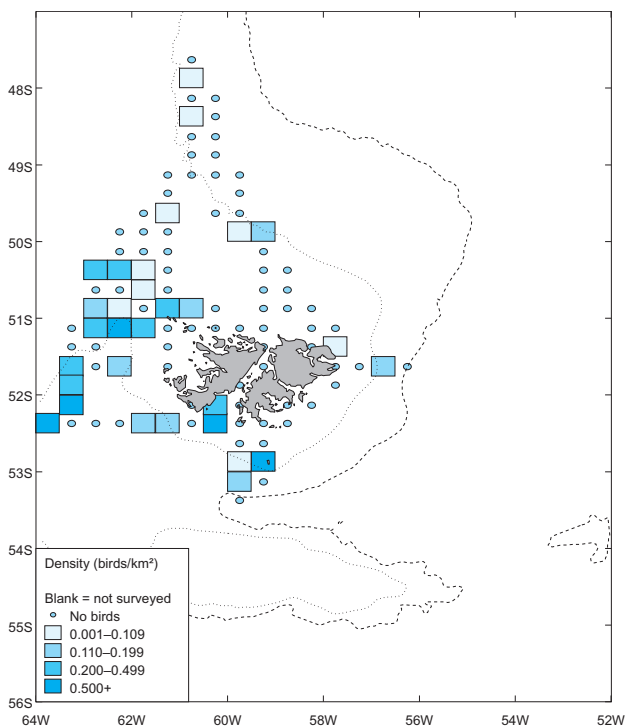 48S
49S
50S
51S
52S
53S
54S
55S
56S
Density (birds/km²)
Blank = not surveyed
No birds
0.001–0.109
0.110–0.199
0.200–0.499
0.500+
64W 62W 60W 58W 56W 54W 52W